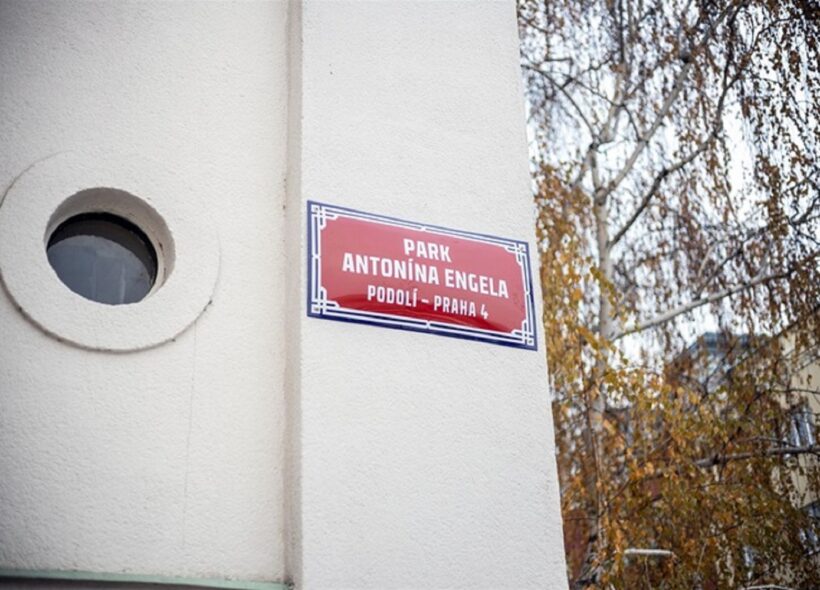 PARK
ANTONÍNA ENGELA
PODOLÍ – PRAHA 4